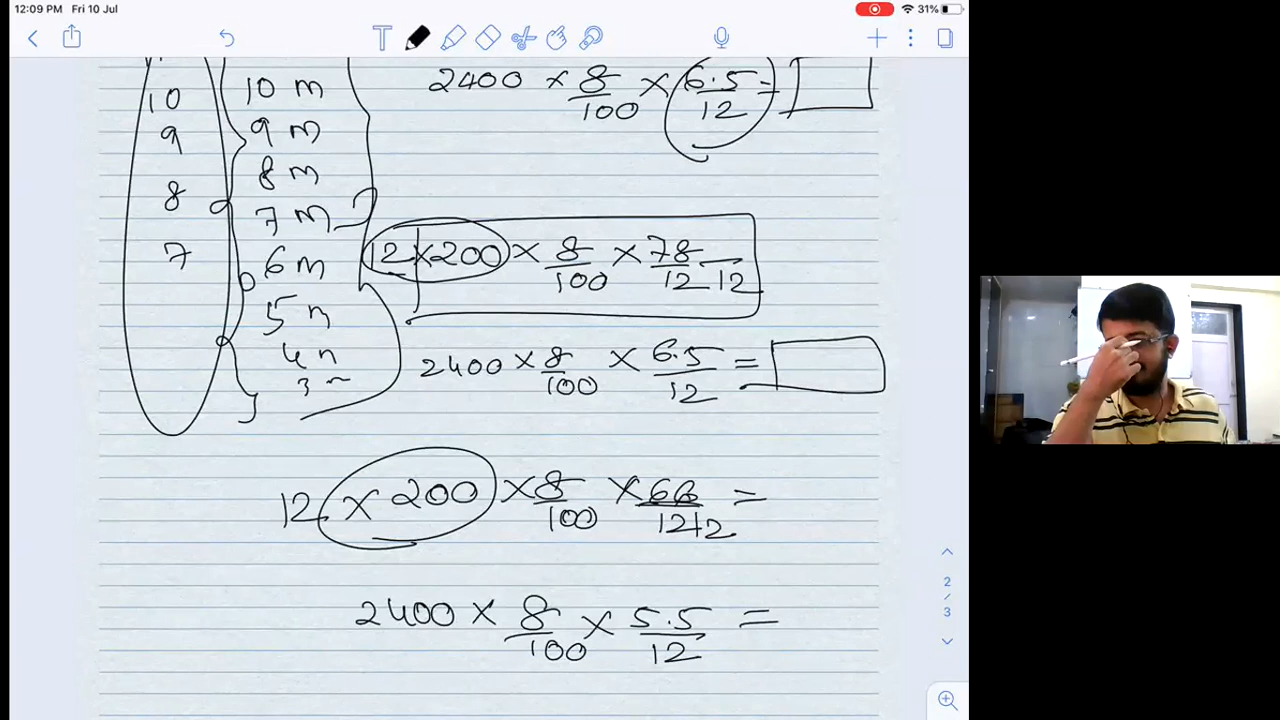 12:09 PM Fri 10 Jul
31%
T
10
9
8
7
10 m
9 m
8 m
7 m
6 m
5 m
4 m
3 m
2400 × 8/100 × 6.5/12 =
12 × 200 × 8/100 × 78/12 12
2400 × 8/100 × 6.5/12 =
12 × 200 × 8/100 × 66/12 12 =
2400 × 8/100 × 5.5/12 =
2
/
3